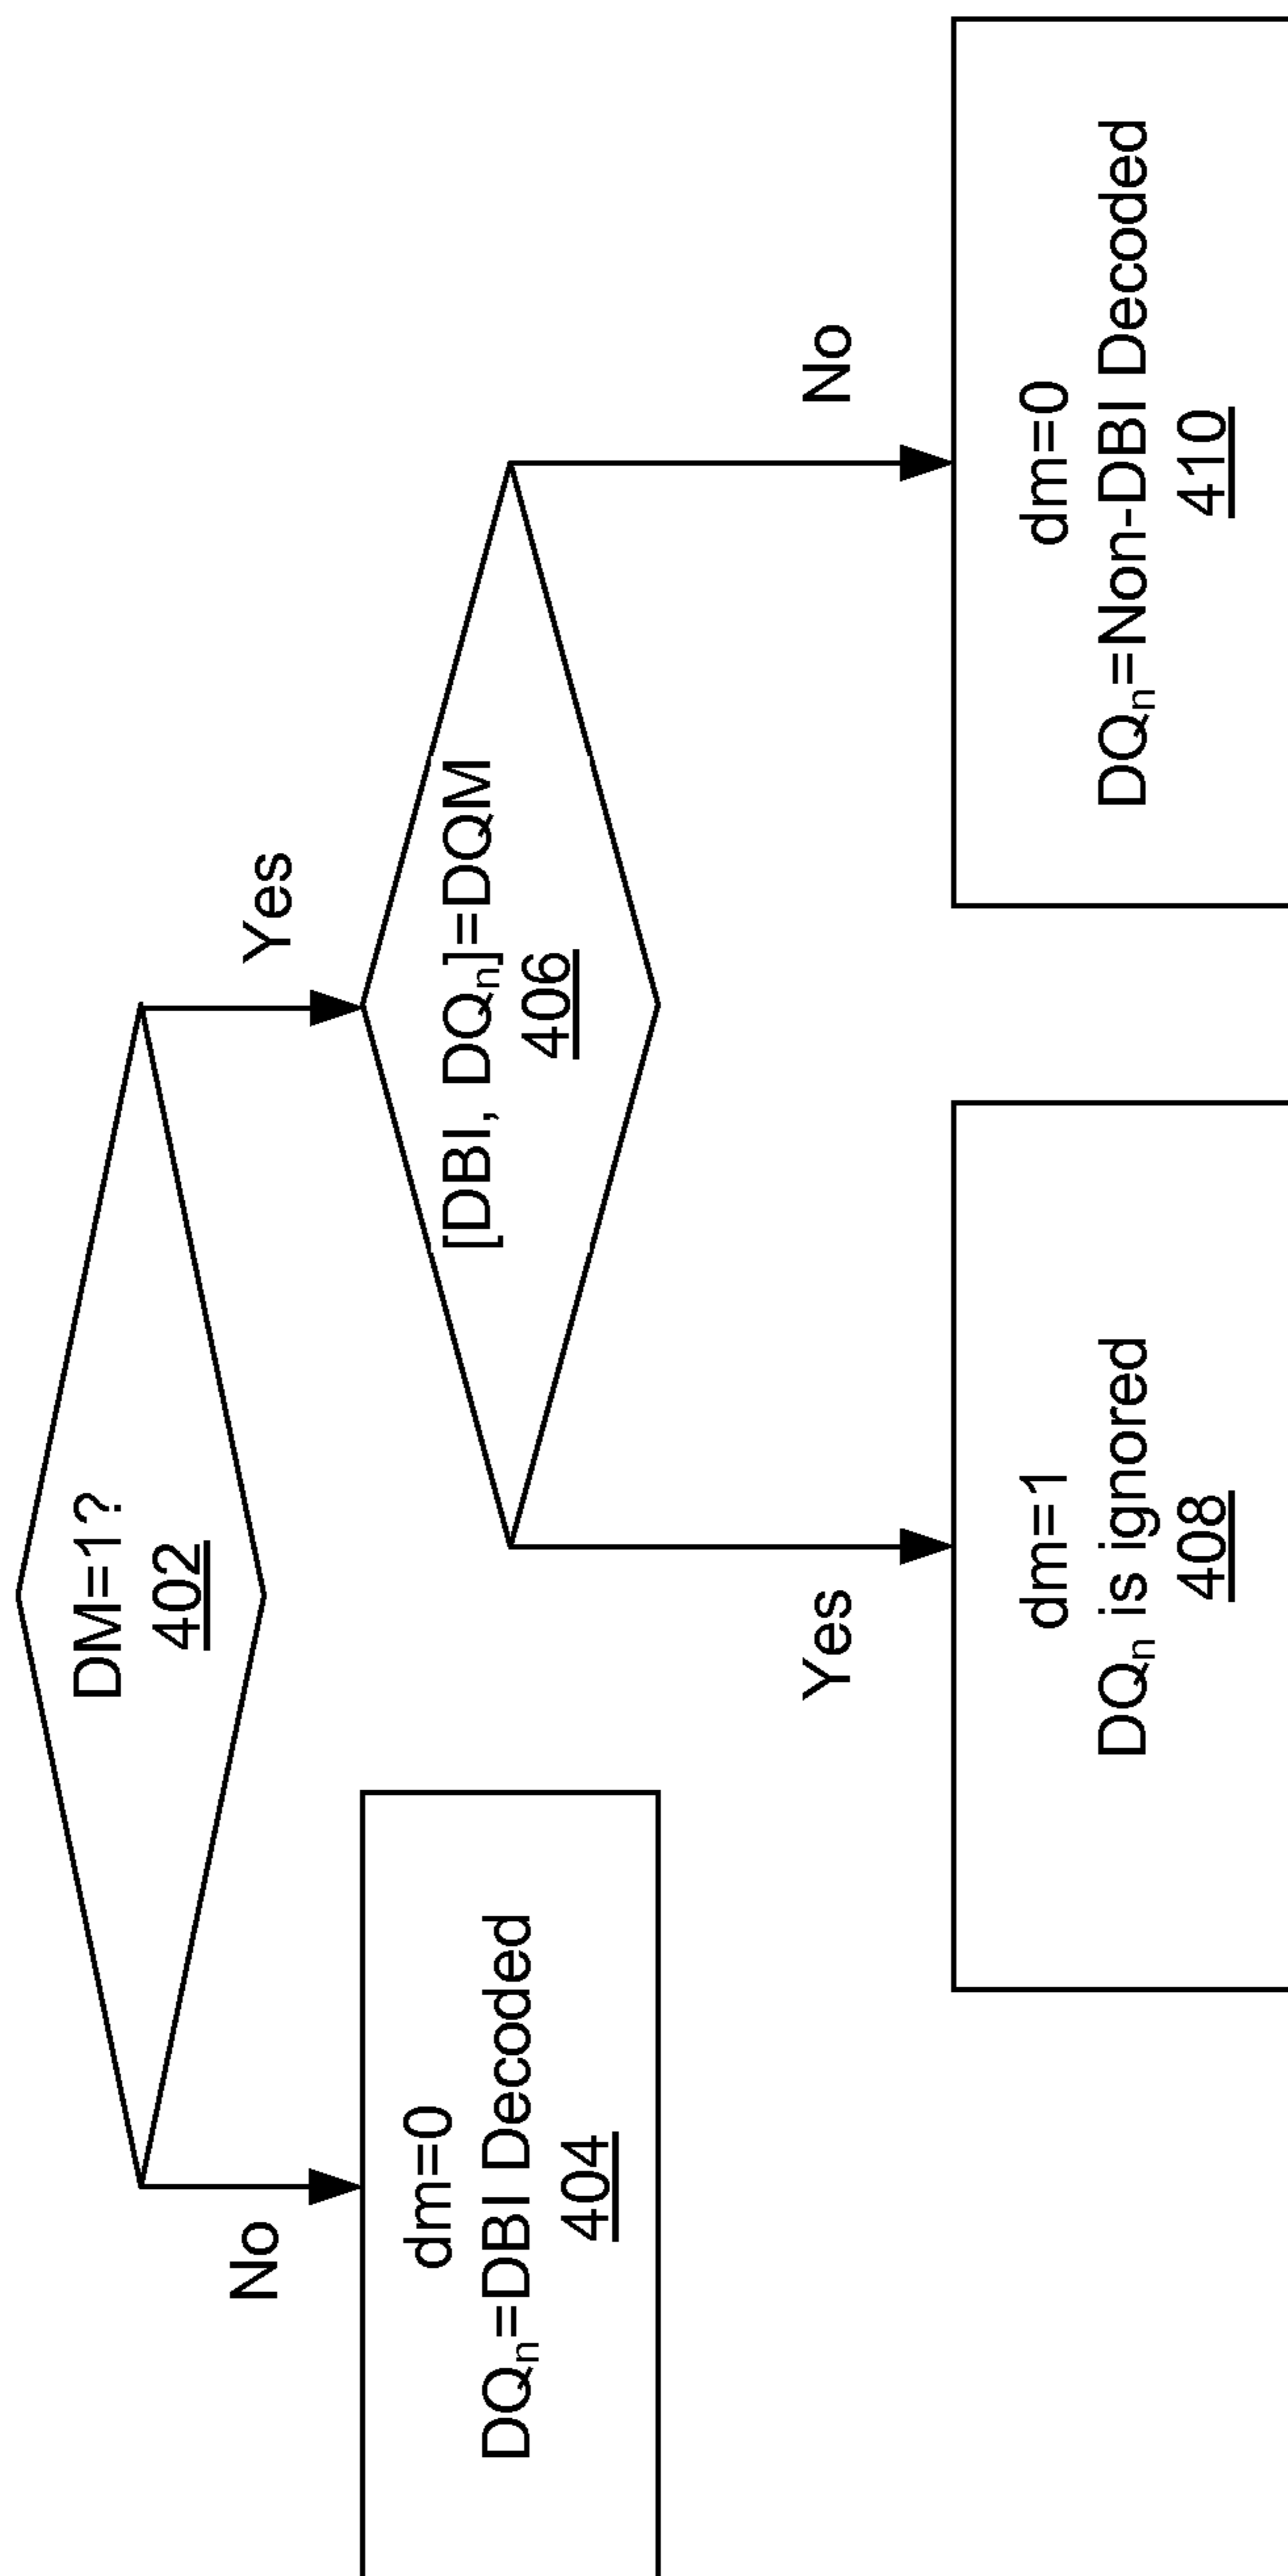 DM=1?
402
No
Yes
dm=0
DQn=DBI Decoded
404
[DBI, DQn]=DQM
406
Yes
No
dm=1
DQn is ignored
408
dm=0
DQn=Non-DBI Decoded
410